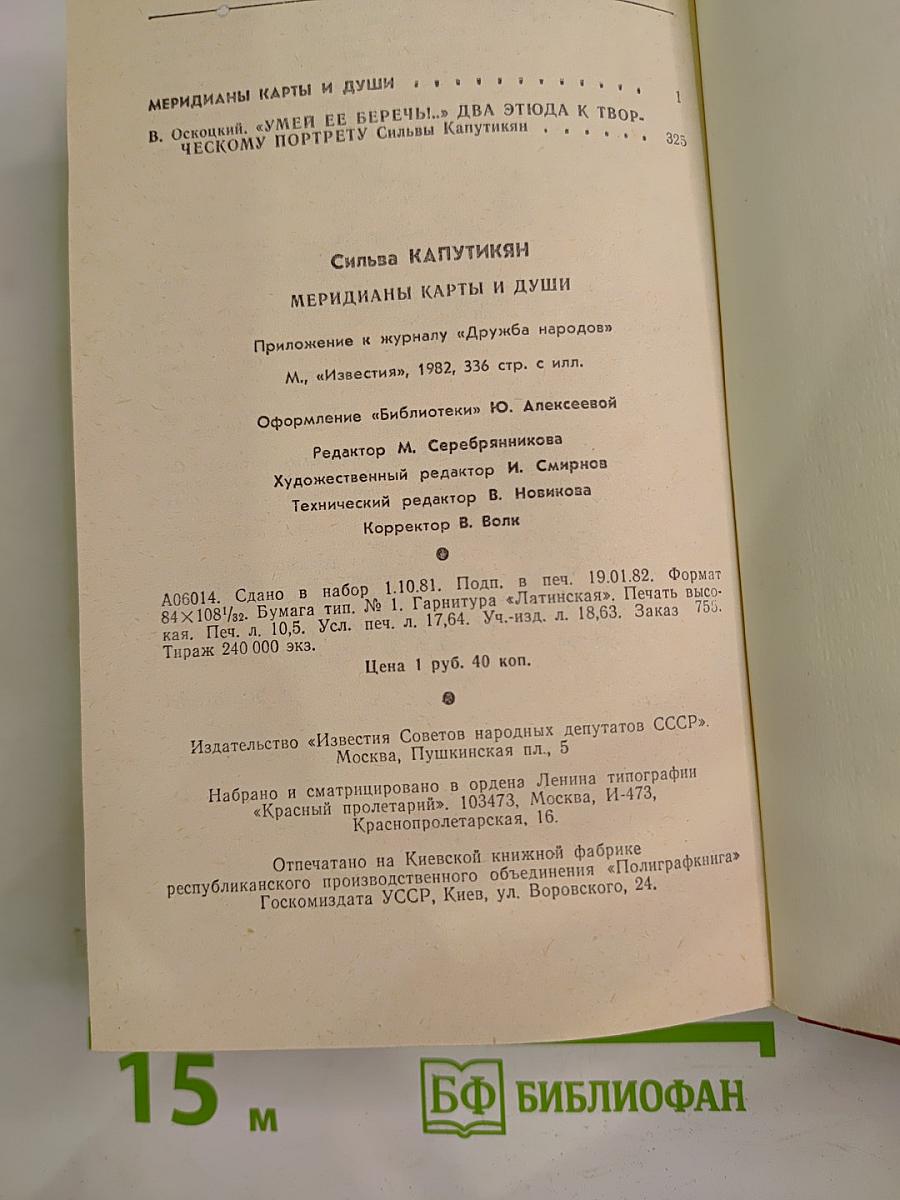 МЕРИДИАНЫ КАРТЫ И ДУШИ . . . . . . . . . . . 1
В. Оскоцкий. «УМЕЙ ЕЕ БЕРЕЧЬ!..» ДВА ЭТЮДА К ТВОР-
ЧЕСКОМУ ПОРТРЕТУ Сильвы Капутикян . . . . . . 325
Сильва КАПУТИКЯН
МЕРИДИАНЫ КАРТЫ И ДУШИ
Приложение к журналу «Дружба народов»
М., «Известия», 1982, 336 стр. с илл.
Оформление «Библиотеки» Ю. Алексеевой
Редактор М. Серебрянникова
Художественный редактор И. Смирнов
Технический редактор В. Новикова
Корректор В. Волк
А06014. Сдано в набор 1.10.81. Подп. в печ. 19.01.82. Формат
84×108¹/₃₂. Бумага тип. № 1. Гарнитура «Латинская». Печать высо-
кая. Печ. л. 10,5. Усл. печ. л. 17,64. Уч.-изд. л. 18,63. Заказ
Тираж 240 000 экз.
Цена 1 руб. 40 коп.
Издательство «Известия Советов народных депутатов СССР».
Москва, Пушкинская пл., 5
Набрано и сматрицировано в ордена Ленина типографии
«Красный пролетарий». 103473, Москва, И-473,
Краснопролетарская, 16.
Отпечатано на Киевской книжной фабрике
республиканского производственного объединения «Полиграфкнига»
Госкомиздата УССР, Киев, ул. Воровского, 24.
15 м
БФ БИБЛИОФАН